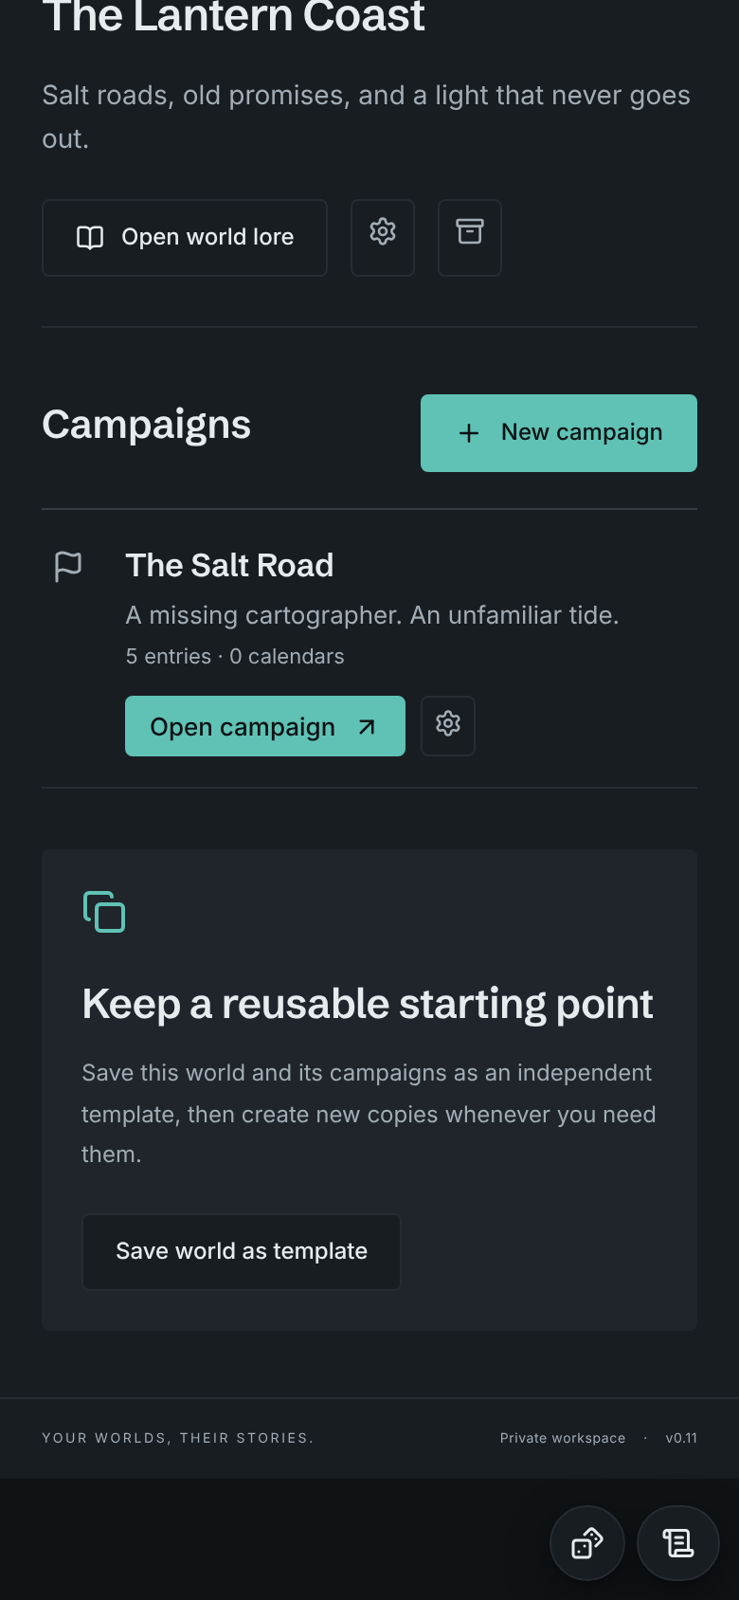 The Lantern Coast
Salt roads, old promises, and a light that never goes
out.
Open world lore
Campaigns
New campaign
The Salt Road
A missing cartographer. An unfamiliar tide.
5 entries · 0 calendars
Open campaign
Keep a reusable starting point
Save this world and its campaigns as an independent
template, then create new copies whenever you need
them.
Save world as template
YOUR WORLDS, THEIR STORIES.
Private workspace · v0.11